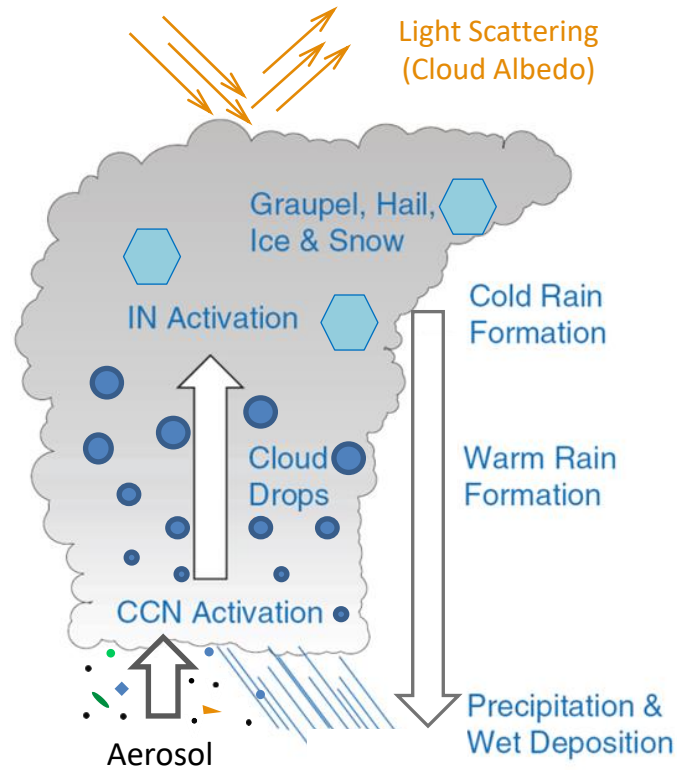 Light Scattering
(Cloud Albedo)
Graupel, Hail,
Ice & Snow
IN Activation
Cold Rain
Formation
Cloud
Drops
Warm Rain
Formation
CCN Activation
Precipitation &
Wet Deposition
Aerosol